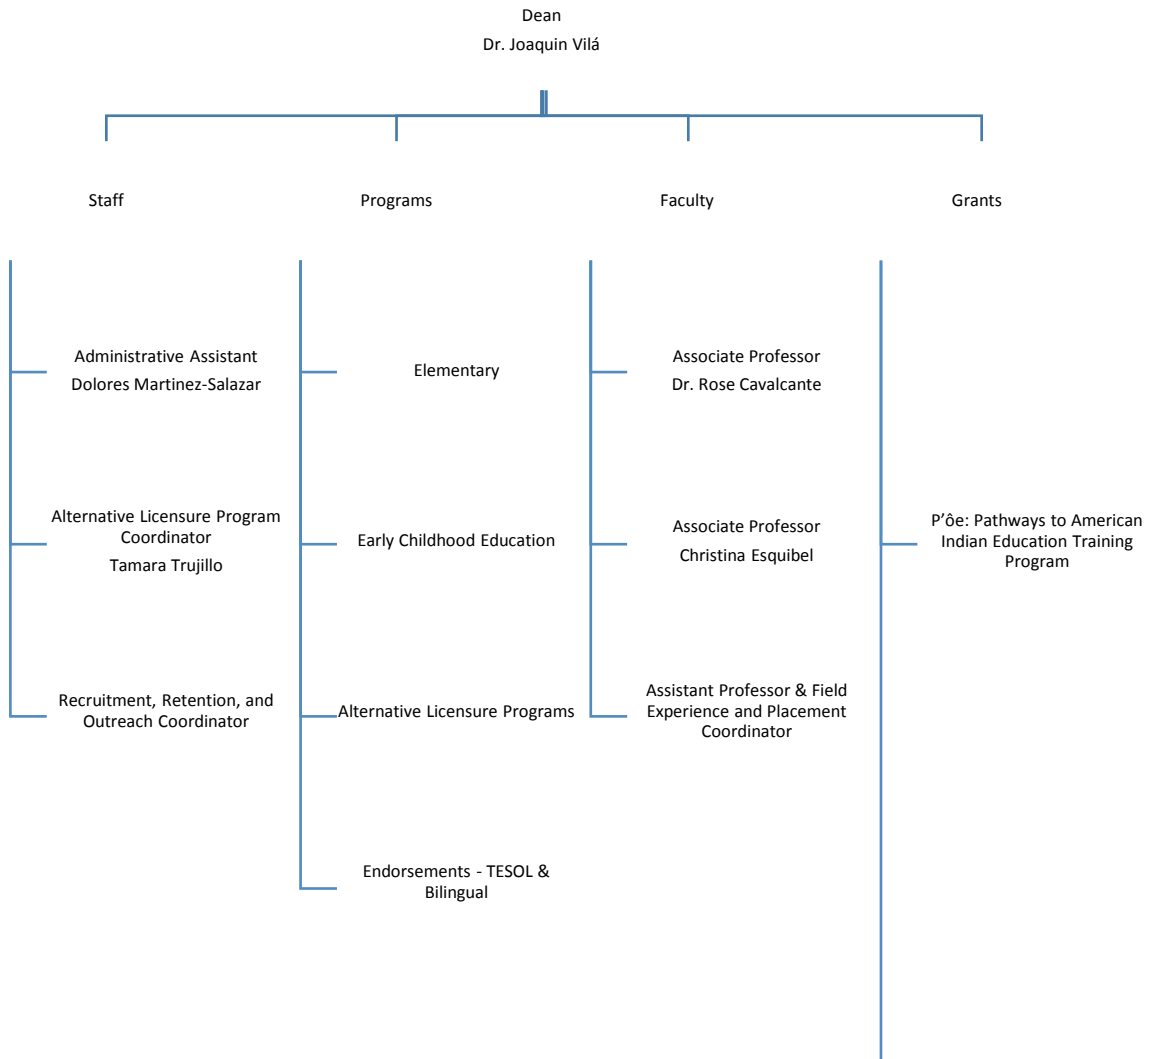 Dean
Dr. Joaquin Vilá
Staff
Programs
Faculty
Grants
Administrative Assistant
Dolores Martinez-Salazar
Elementary
Associate Professor
Dr. Rose Cavalcante
Alternative Licensure Program
Coordinator
Tamara Trujillo
Early Childhood Education
Associate Professor
Christina Esquibel
P’ôe: Pathways to American
Indian Education Training
Program
Recruitment, Retention, and
Outreach Coordinator
Alternative Licensure Programs
Assistant Professor & Field
Experience and Placement
Coordinator
Endorsements - TESOL &
Bilingual